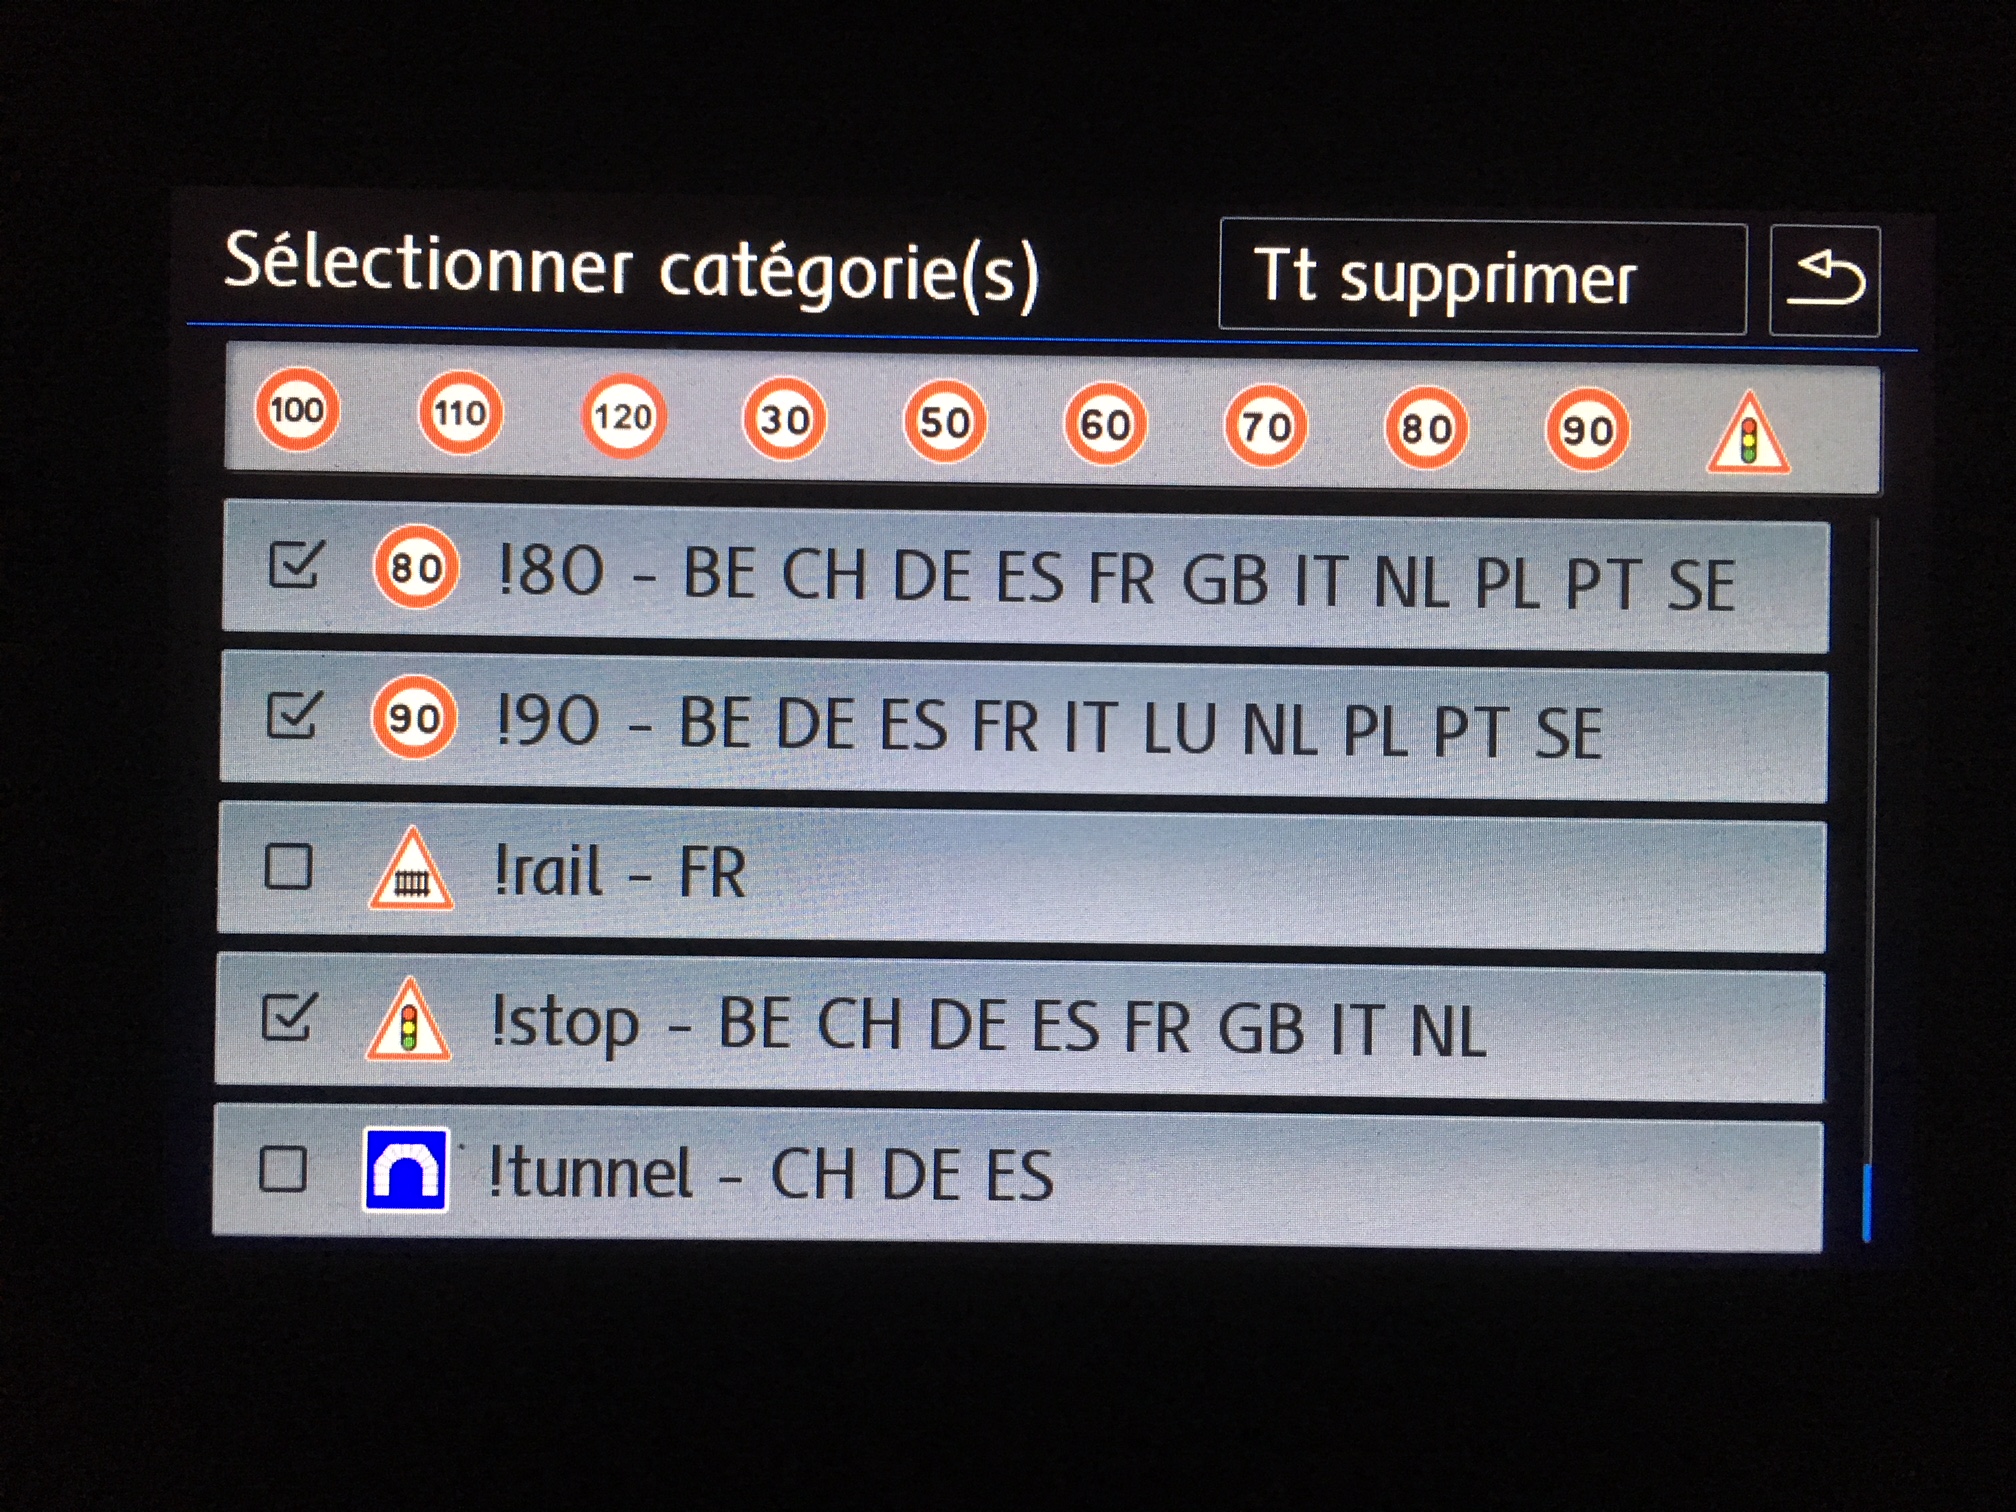 Sélectionner catégorie(s) Tt supprimer
100 110 120 30 50 60 70 80 90
80 !80 - BE CH DE ES FR GB IT NL PL PT SE
90 !90 - BE DE ES FR IT LU NL PL PT SE
!rail - FR
!stop - BE CH DE ES FR GB IT NL
!tunnel - CH DE ES